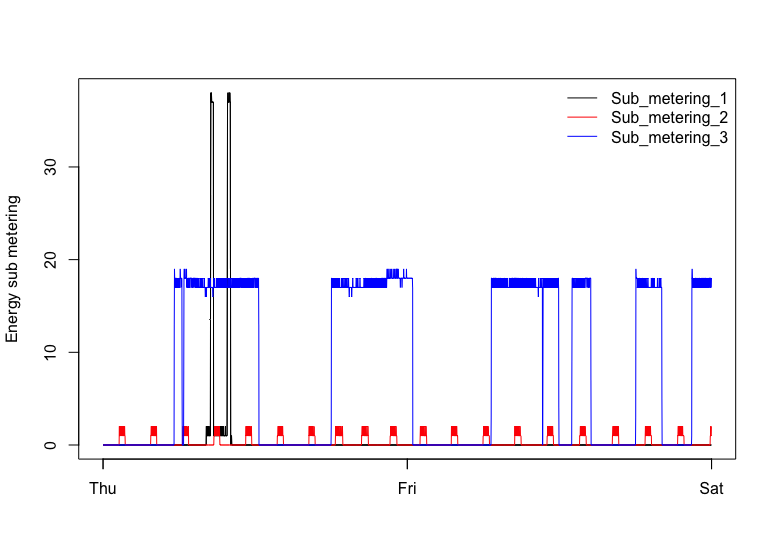 Sub_metering_1
Sub_metering_2
Sub_metering_3
Energy sub metering
30
20
10
0
Thu
Fri
Sat